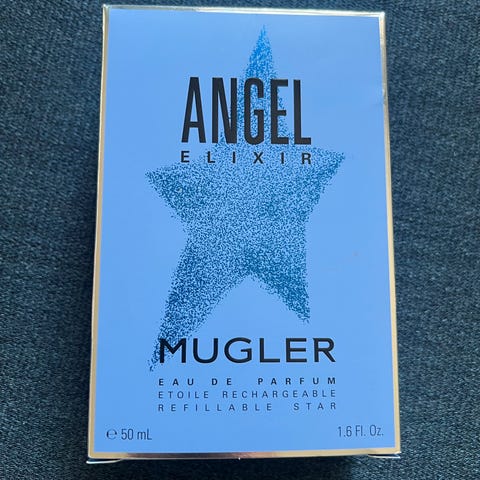 ANGEL
ELIXIR
MUGLER
EAU DE PARFUM
ETOILE RECHARGEABLE
REFILLABLE STAR
℮ 50 mL 1.6 Fl. Oz.